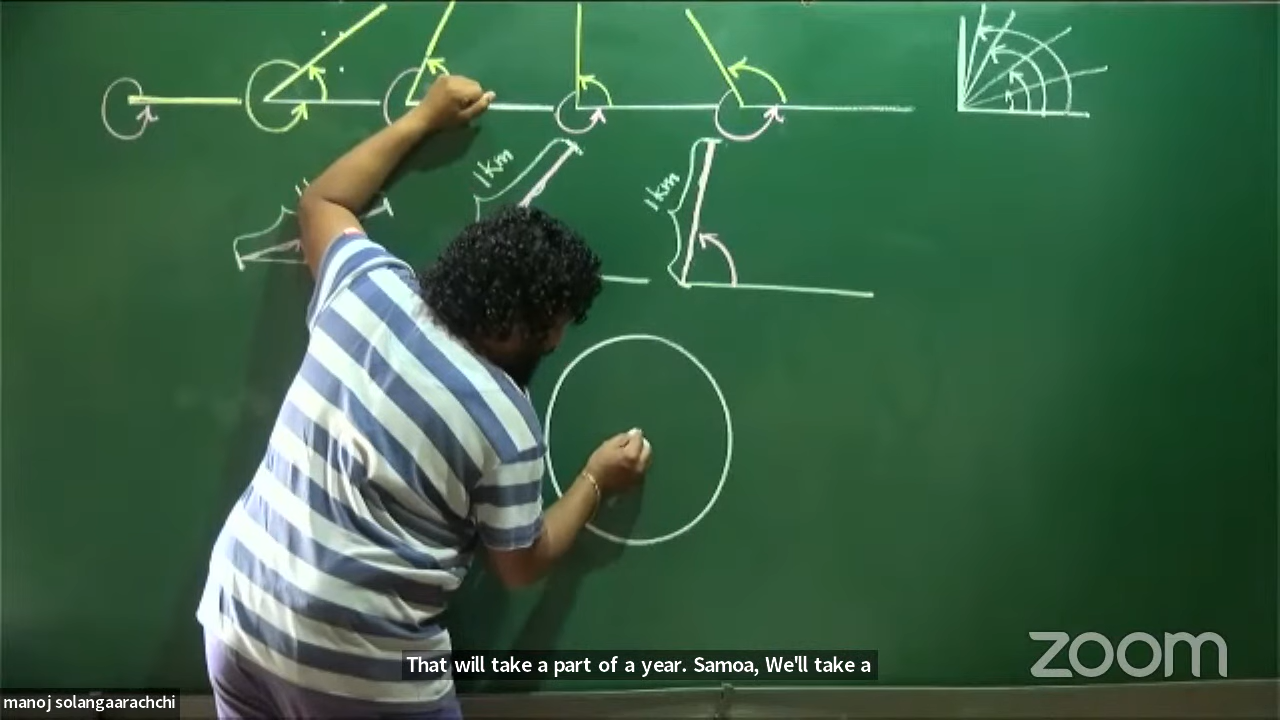 1km
1km
That will take a part of a year. Samoa, We'll take a
zoom
manoj solangaarachchi